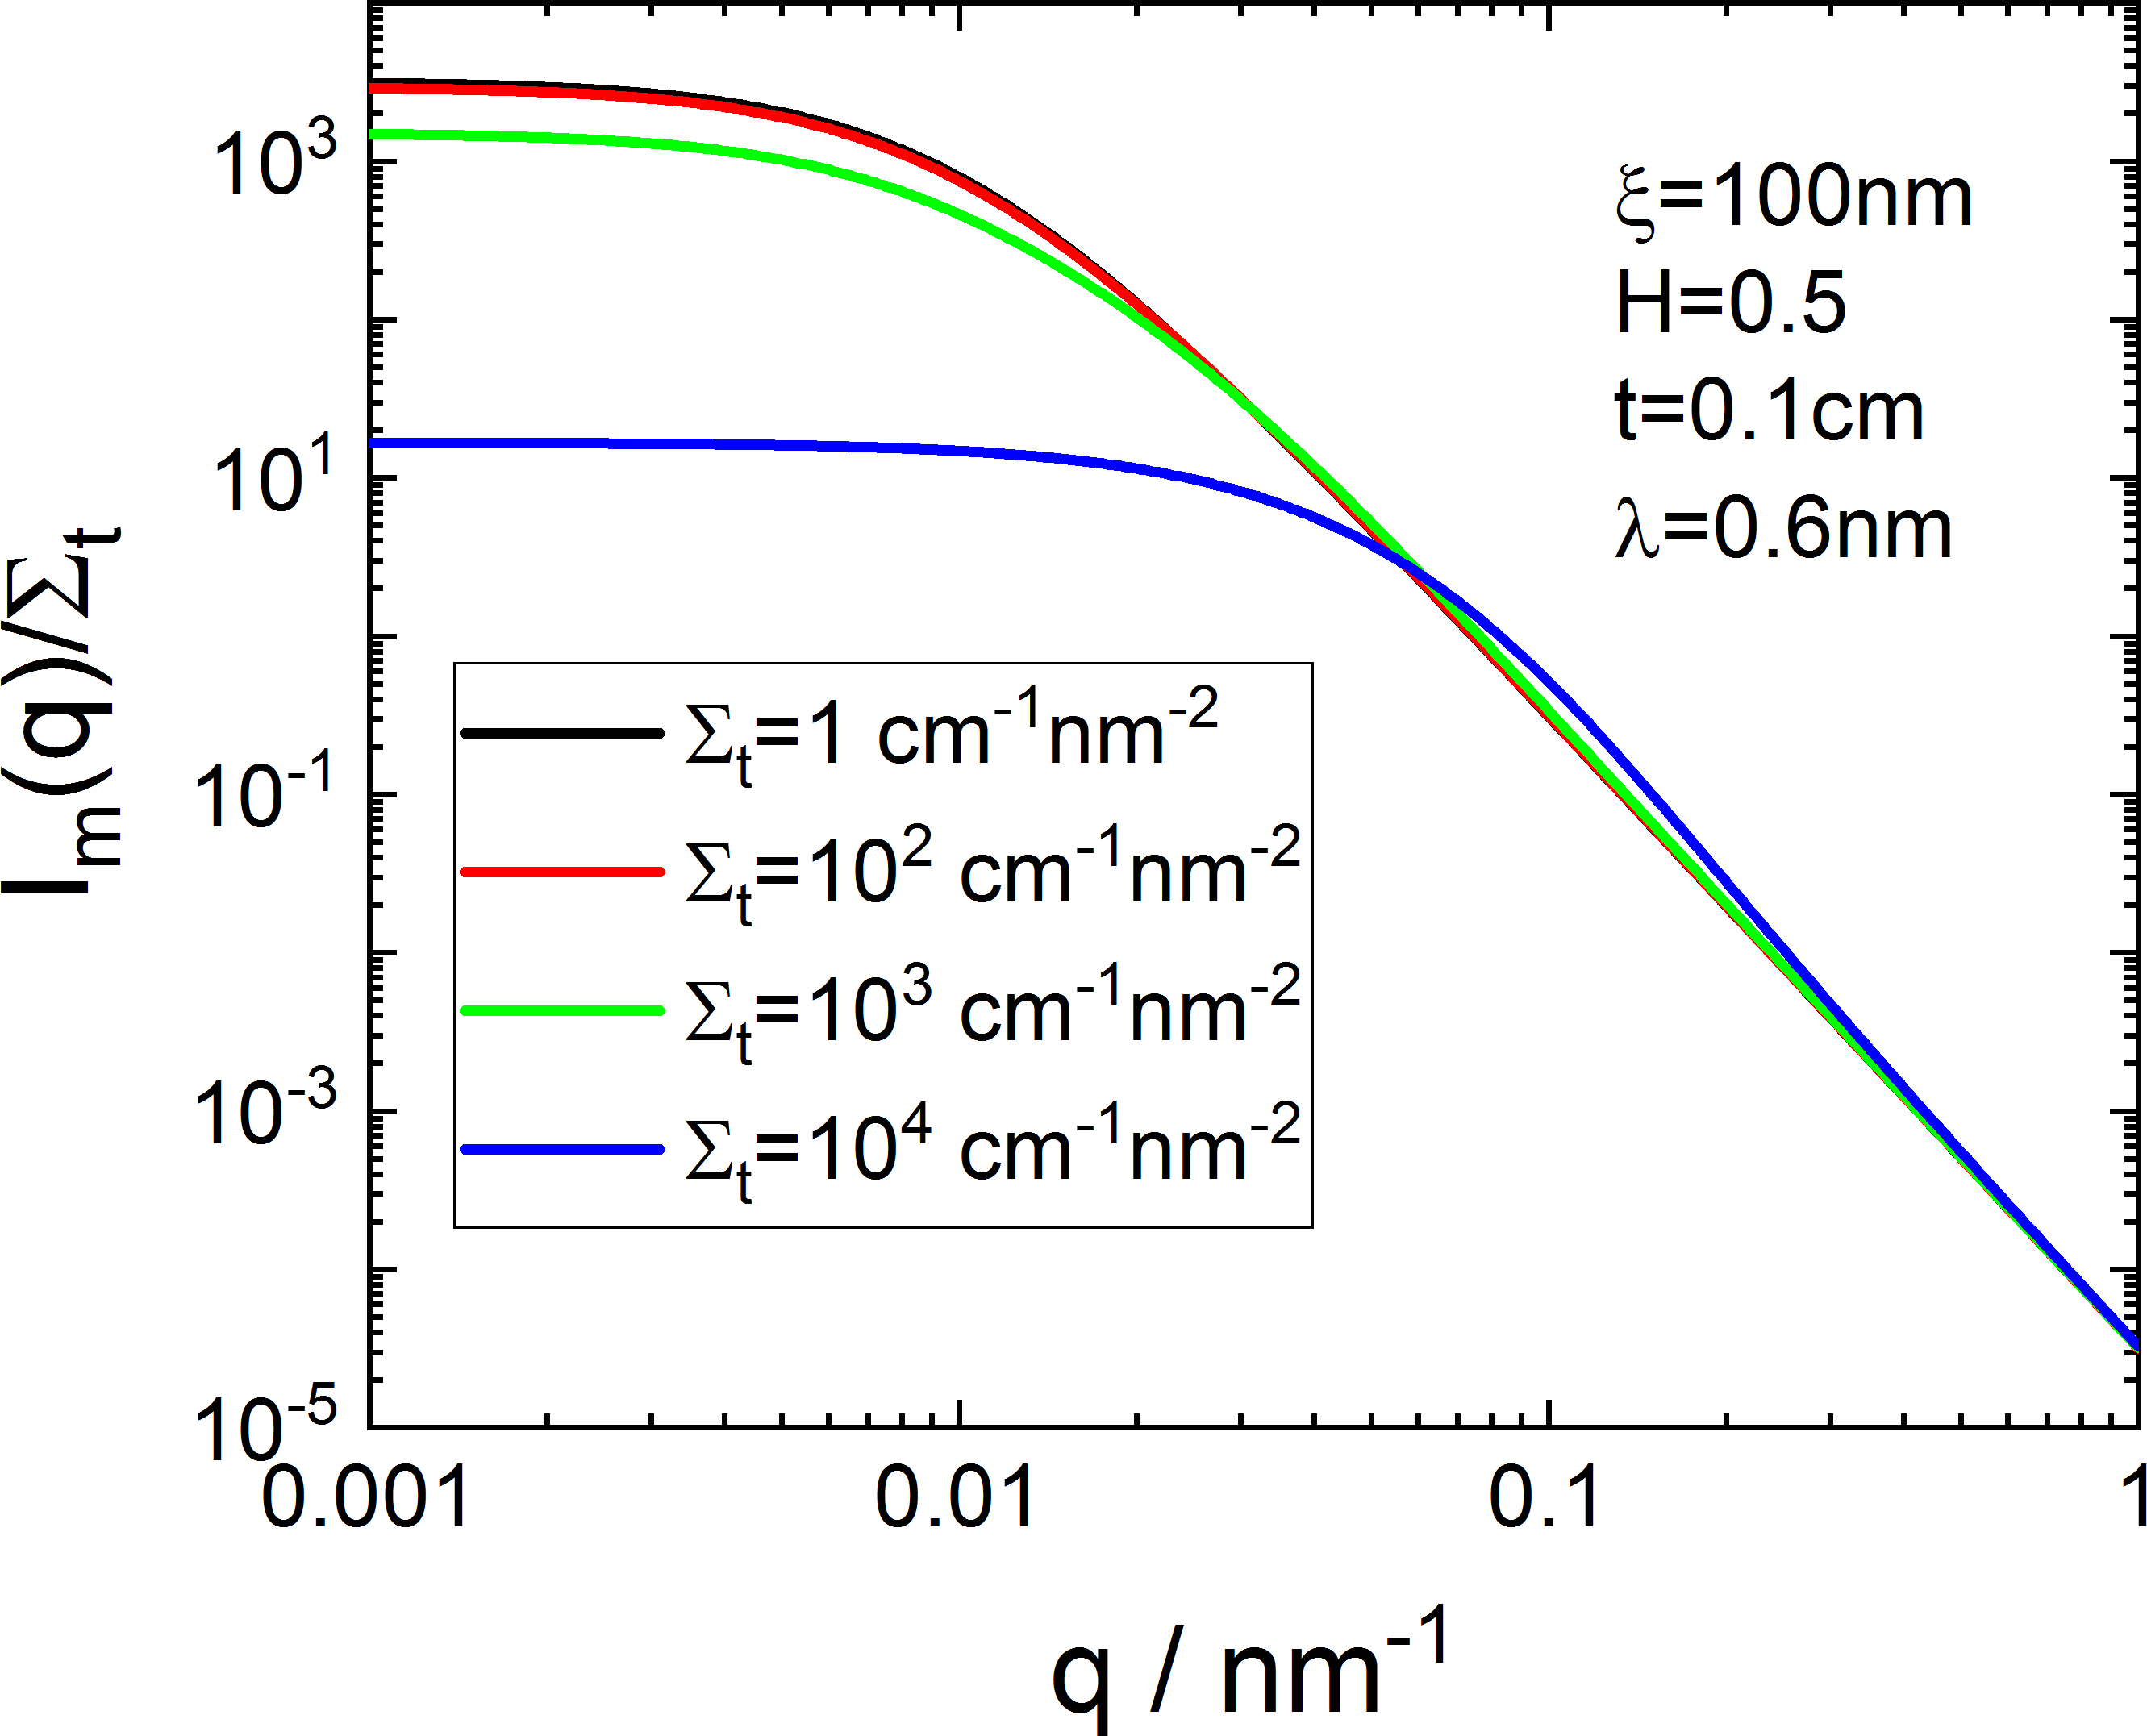 I_m(q)/Σ_t
10^3
10^1
10^-1
10^-3
10^-5
ξ=100nm
H=0.5
t=0.1cm
λ=0.6nm
Σ_t=1 cm^-1nm^-2
Σ_t=10^2 cm^-1nm^-2
Σ_t=10^3 cm^-1nm^-2
Σ_t=10^4 cm^-1nm^-2
0.001 0.01 0.1 1
q / nm^-1